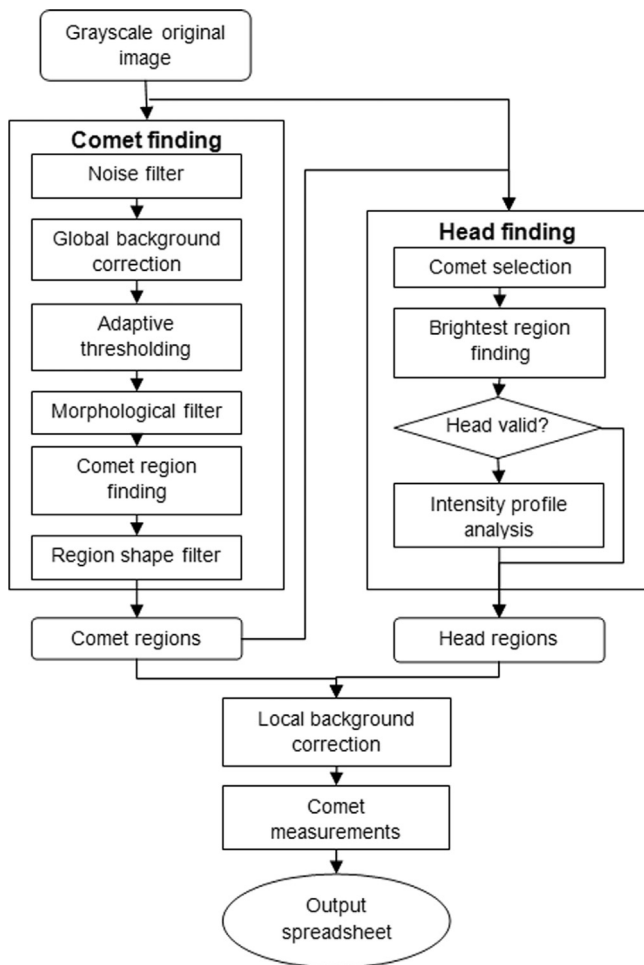 Grayscale original
image
Comet finding
Noise filter
Global background
correction
Adaptive
thresholding
Morphological filter
Comet region
finding
Region shape filter
Comet regions
Head finding
Comet selection
Brightest region
finding
Head valid?
Intensity profile
analysis
Head regions
Local background
correction
Comet
measurements
Output
spreadsheet